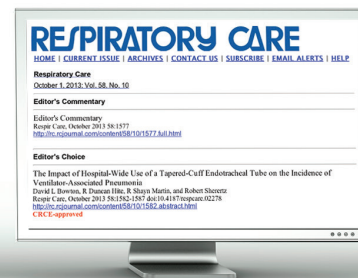 RESPIRATORY CARE
HOME | CURRENT ISSUE | ARCHIVES | CONTACT US | SUBSCRIBE | EMAIL ALERTS | HELP
Respiratory Care
October 1, 2013; Vol. 58, No. 10
Editor's Commentary
Editor's Commentary
Respir Care, October 2013 58:1577
http://rc.rcjournal.com/content/58/10/1577.full.html
Editor's Choice
The Impact of Hospital-Wide Use of a Tapered-Cuff Endotracheal Tube on the Incidence of
Ventilator-Associated Pneumonia
David L Bowton, R Duncan Hite, R Shayn Martin, and Robert Sherertz
Respir Care, October 2013 58:1582-1587 doi:10.4187/respcare.02278
http://rc.rcjournal.com/content/58/10/1582.abstract.html
CRCE-approved